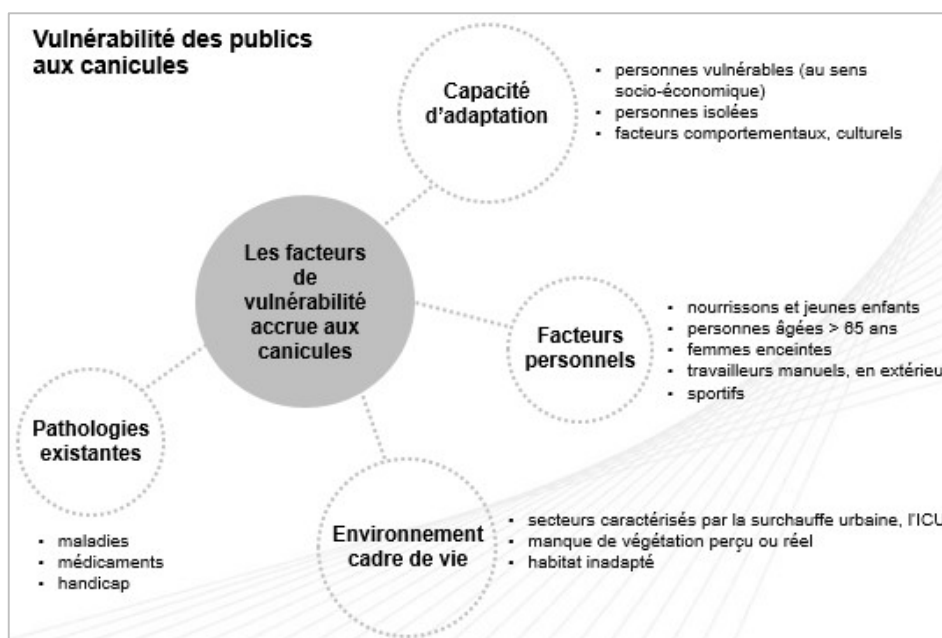 Vulnérabilité des publics
aux canicules
Capacité
d'adaptation
▪ personnes vulnérables (au sens
socio-économique)
▪ personnes isolées
▪ facteurs comportementaux, culturels
Les facteurs
de
vulnérabilité
accrue aux
canicules
Facteurs
personnels
▪ nourrissons et jeunes enfants
▪ personnes âgées > 65 ans
▪ femmes enceintes
▪ travailleurs manuels, en extérieu
▪ sportifs
Pathologies
existantes
▪ maladies
▪ médicaments
▪ handicap
Environnement
cadre de vie
▪ secteurs caractérisés par la surchauffe urbaine, l'ICU
▪ manque de végétation perçu ou réel
▪ habitat inadapté